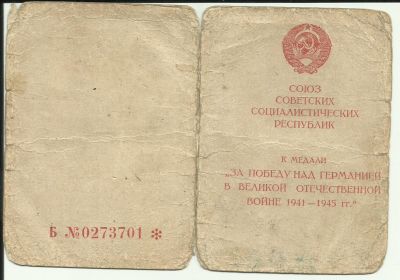 Б №0273701 *
СОЮЗ
СОВЕТСКИХ
СОЦИАЛИСТИЧЕСКИХ
РЕСПУБЛИК
К МЕДАЛИ
„ЗА ПОБЕДУ НАД ГЕРМАНИЕЙ
В ВЕЛИКОЙ ОТЕЧЕСТВЕННОЙ
ВОЙНЕ 1941—1945 гг."